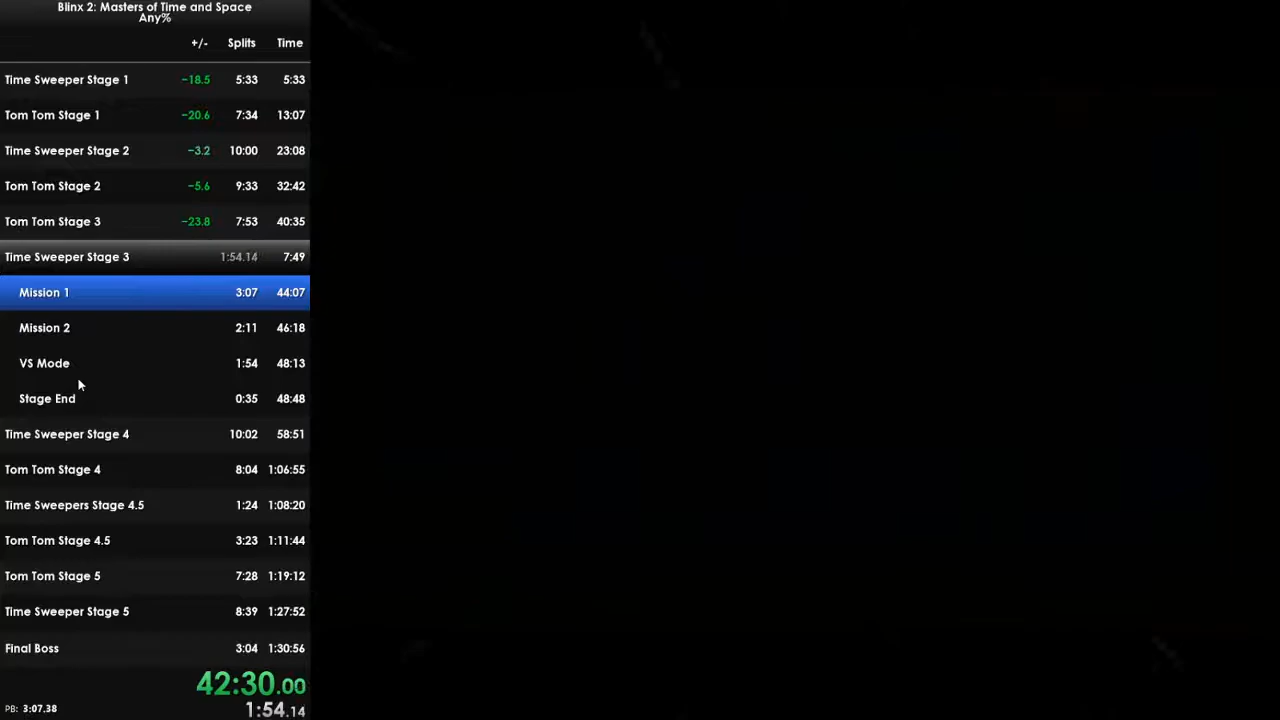 Blinx 2: Masters of Time and Space
Any%
+/- Splits Time
Time Sweeper Stage 1 −18.5 5:33 5:33
Tom Tom Stage 1 −20.6 7:34 13:07
Time Sweeper Stage 2 −3.2 10:00 23:08
Tom Tom Stage 2 −5.6 9:33 32:42
Tom Tom Stage 3 −23.8 7:53 40:35
Time Sweeper Stage 3 1:54.14 7:49
Mission 1 3:07 44:07
Mission 2 2:11 46:18
VS Mode 1:54 48:13
Stage End 0:35 48:48
Time Sweeper Stage 4 10:02 58:51
Tom Tom Stage 4 8:04 1:06:55
Time Sweepers Stage 4.5 1:24 1:08:20
Tom Tom Stage 4.5 3:23 1:11:44
Tom Tom Stage 5 7:28 1:19:12
Time Sweeper Stage 5 8:39 1:27:52
Final Boss 3:04 1:30:56
42:30.00
PB: 3:07.38 1:54.14